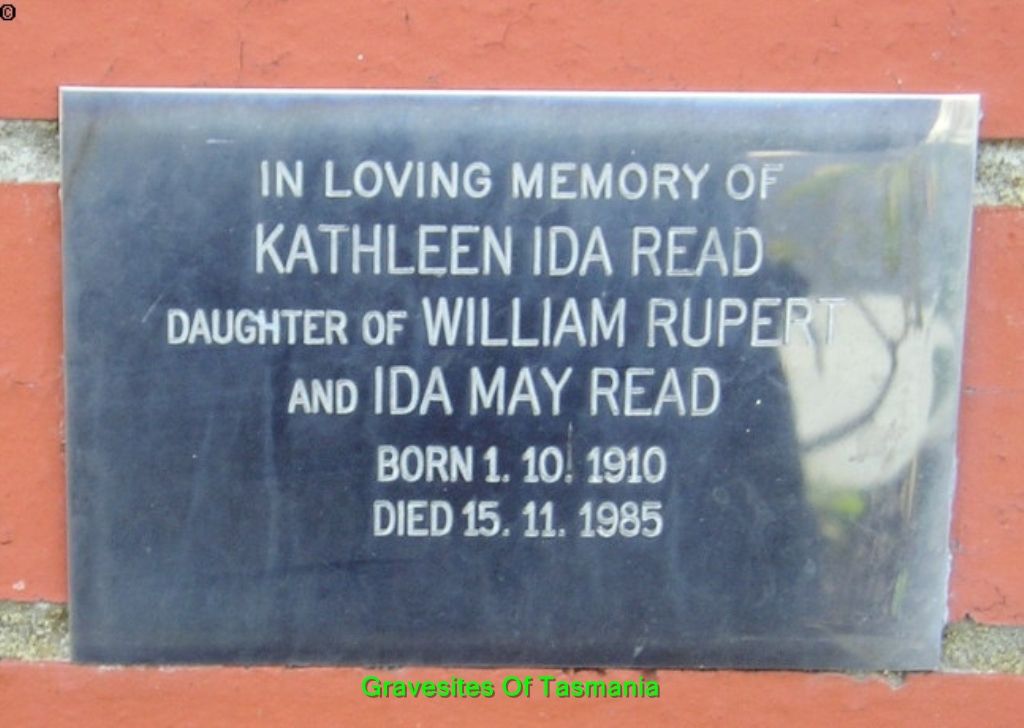 ©
IN LOVING MEMORY OF
KATHLEEN IDA READ
DAUGHTER OF WILLIAM RUPERT
AND IDA MAY READ
BORN 1. 10. 1910
DIED 15. 11. 1985
Gravesites Of Tasmania